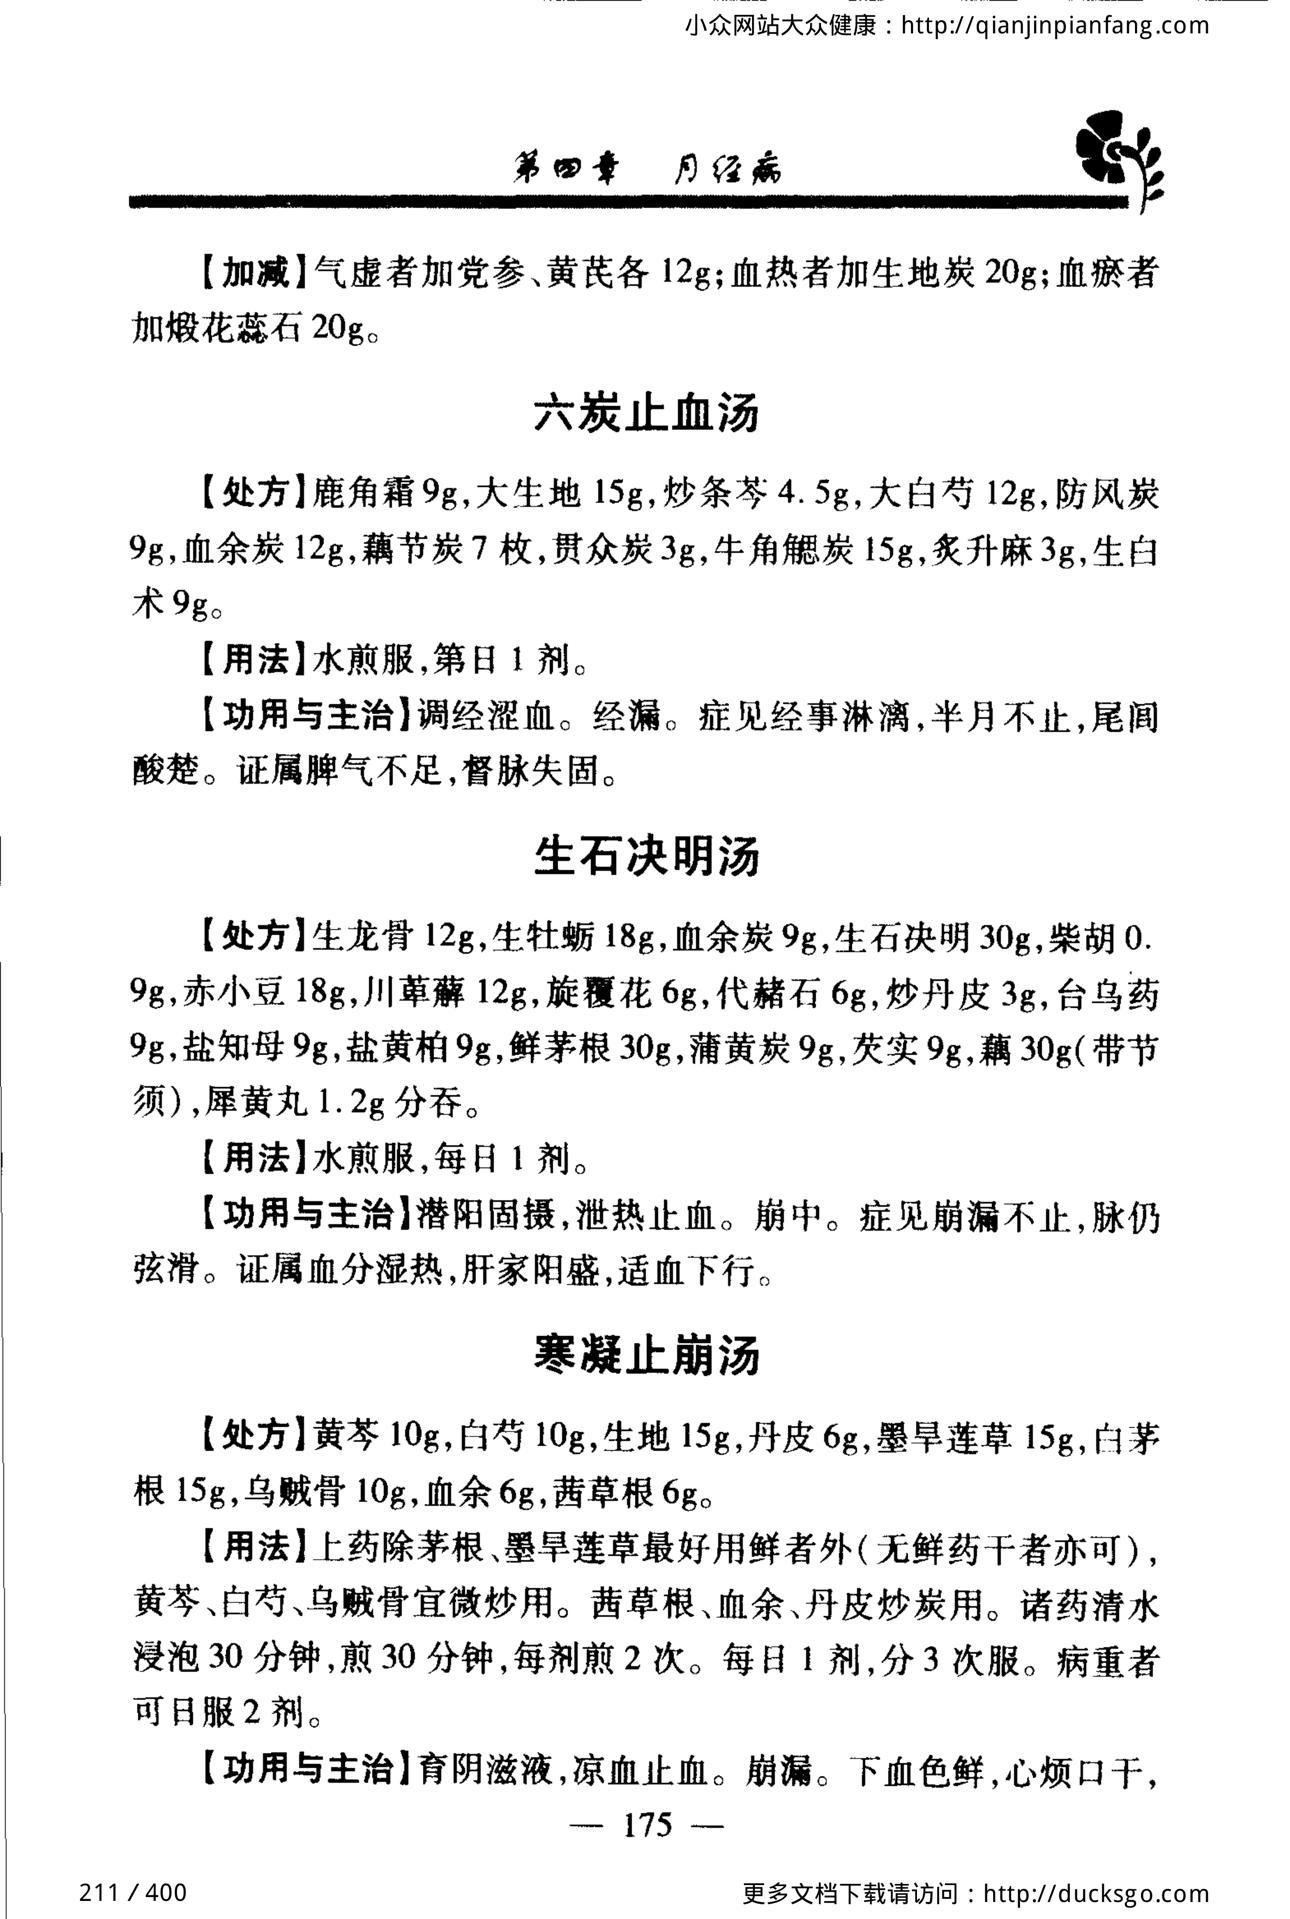 小众网站大众健康：http://qianjinpianfang.com
第四章 月经病
【加减】气虚者加党参、黄芪各 12g;血热者加生地炭 20g;血瘀者
加煅花蕊石 20g。
六炭止血汤
【处方】鹿角霜 9g,大生地 15g,炒条芩 4.5g,大白芍 12g,防风炭
9g,血余炭 12g,藕节炭 7 枚,贯众炭 3g,牛角䚡炭 15g,炙升麻 3g,生白
术 9g。
【用法】水煎服,第日 1 剂。
【功用与主治】调经涩血。经漏。症见经事淋漓,半月不止,尾闾
酸楚。证属脾气不足,督脉失固。
生石决明汤
【处方】生龙骨 12g,生牡蛎 18g,血余炭 9g,生石决明 30g,柴胡 0.
9g,赤小豆 18g,川萆薢 12g,旋覆花 6g,代赭石 6g,炒丹皮 3g,台乌药
9g,盐知母 9g,盐黄柏 9g,鲜茅根 30g,蒲黄炭 9g,芡实 9g,藕 30g(带节
须),犀黄丸 1.2g 分吞。
【用法】水煎服,每日 1 剂。
【功用与主治】潜阳固摄,泄热止血。崩中。症见崩漏不止,脉仍
弦滑。证属血分湿热,肝家阳盛,适血下行。
寒凝止崩汤
【处方】黄芩 10g,白芍 10g,生地 15g,丹皮 6g,墨旱莲草 15g,白茅
根 15g,乌贼骨 10g,血余 6g,茜草根 6g。
【用法】上药除茅根、墨旱莲草最好用鲜者外(无鲜药干者亦可),
黄芩、白芍、乌贼骨宜微炒用。茜草根、血余、丹皮炒炭用。诸药清水
浸泡 30 分钟,煎 30 分钟,每剂煎 2 次。每日 1 剂,分 3 次服。病重者
可日服 2 剂。
【功用与主治】育阴滋液,凉血止血。崩漏。下血色鲜,心烦口干,
— 175 —
211 / 400
更多文档下载请访问：http://ducksgo.com